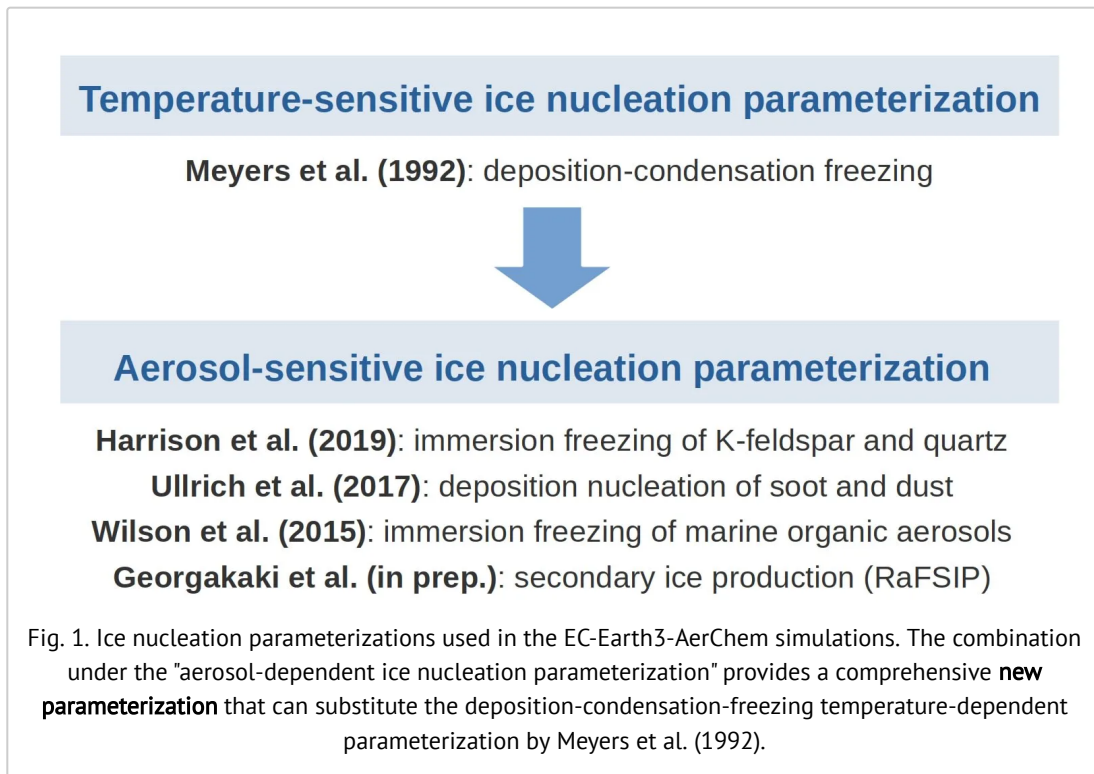 Temperature-sensitive ice nucleation parameterization
Meyers et al. (1992): deposition-condensation freezing
Aerosol-sensitive ice nucleation parameterization
Harrison et al. (2019): immersion freezing of K-feldspar and quartz
Ullrich et al. (2017): deposition nucleation of soot and dust
Wilson et al. (2015): immersion freezing of marine organic aerosols
Georgakaki et al. (in prep.): secondary ice production (RaFSIP)
Fig. 1. Ice nucleation parameterizations used in the EC-Earth3-AerChem simulations. The combination
under the "aerosol-dependent ice nucleation parameterization" provides a comprehensive new
parameterization that can substitute the deposition-condensation-freezing temperature-dependent
parameterization by Meyers et al. (1992).